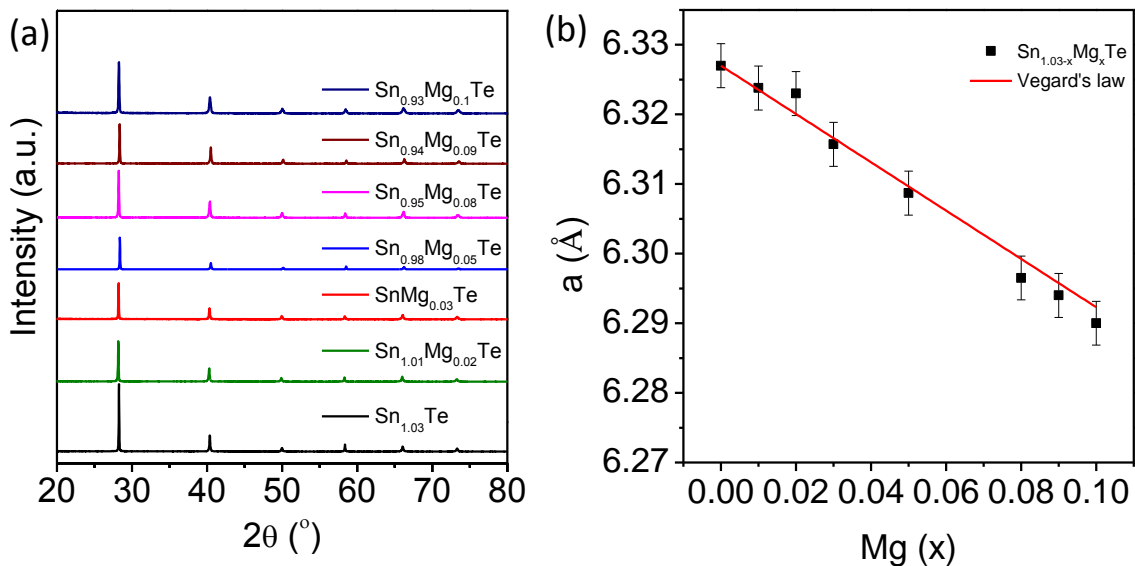 (a)
Intensity (a.u.)
Sn0.93Mg0.1Te
Sn0.94Mg0.09Te
Sn0.95Mg0.08Te
Sn0.98Mg0.05Te
SnMg0.03Te
Sn1.01Mg0.02Te
Sn1.03Te
20 30 40 50 60 70 80
2θ (°)
(b)
a (Å)
6.33
6.32
6.31
6.30
6.29
6.28
6.27
Sn1.03-xMgxTe
Vegard's law
0.00 0.02 0.04 0.06 0.08 0.10
Mg (x)